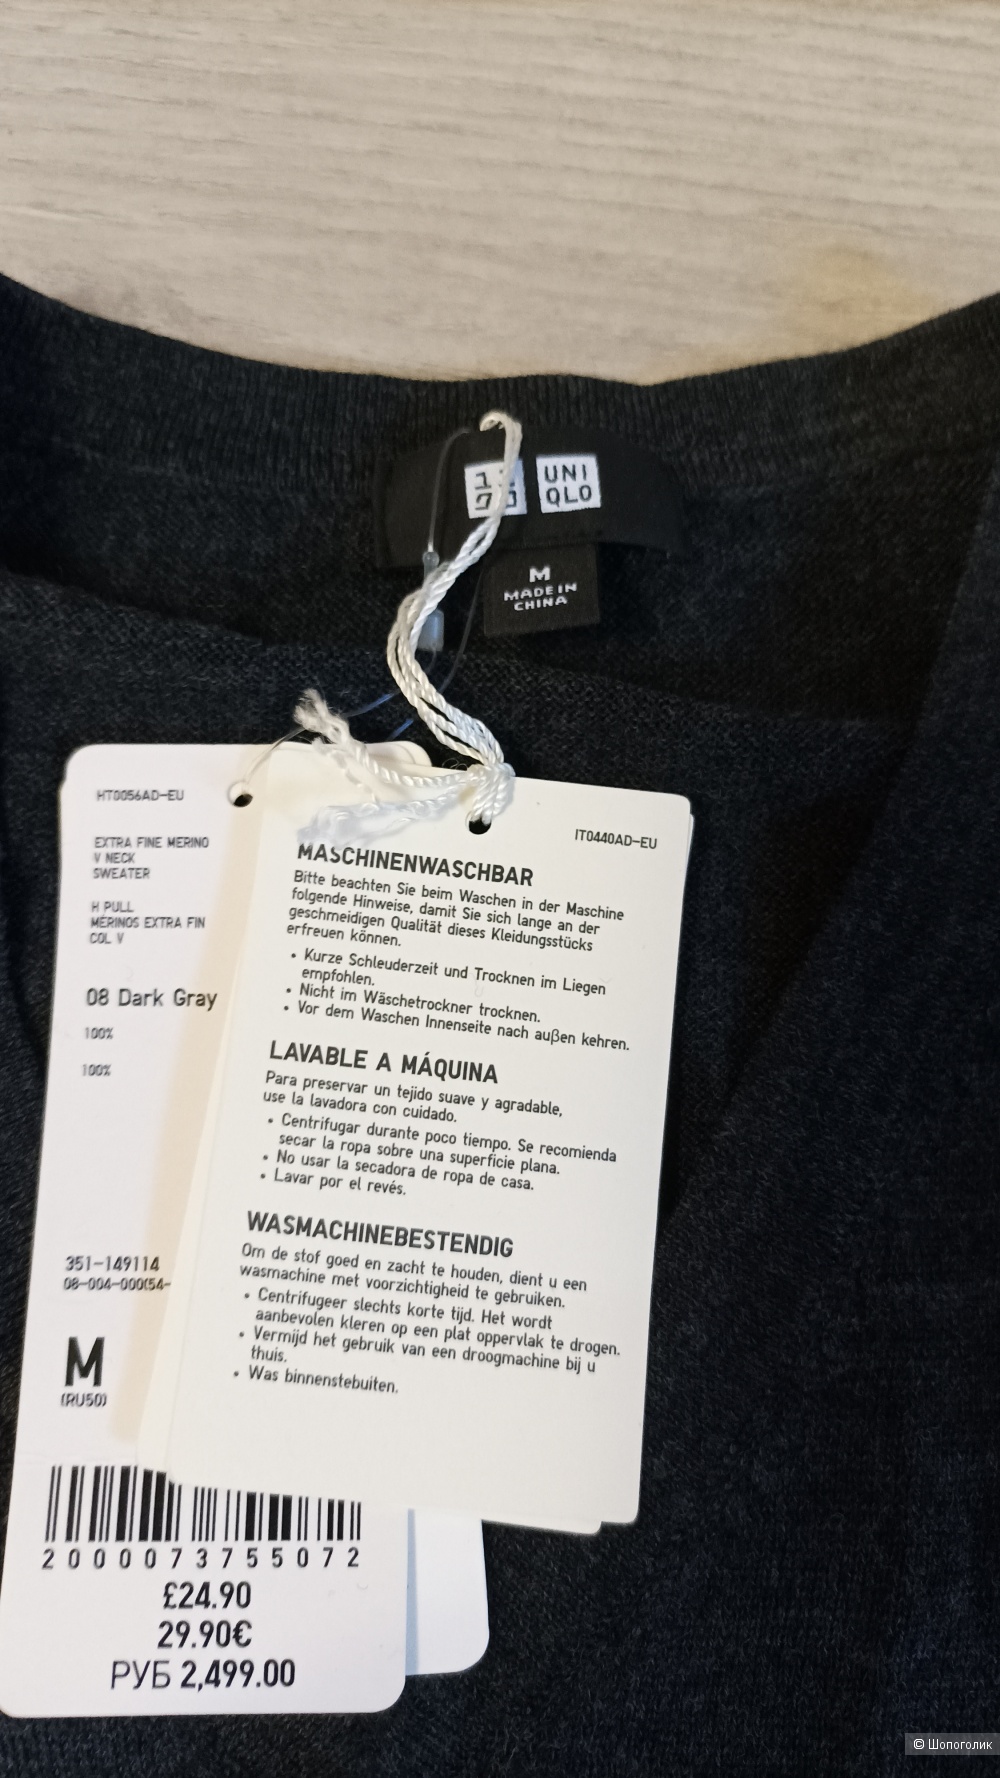 UNI
QLO
M
MADE IN
CHINA
HT0056AD-EU
EXTRA FINE MERINO
V NECK
SWEATER
H PULL
MÉRINOS EXTRA FIN
COL V
08 Dark Gray
100%
100%
351-149114
08-004-000(54-
M
(RU50)
2000073755072
£24.90
29.90€
РУБ 2,499.00
IT0440AD-EU
MASCHINENWASCHBAR
Bitte beachten Sie beim Waschen in der Maschine
folgende Hinweise, damit Sie sich lange an der
geschmeidigen Qualität dieses Kleidungsstücks
erfreuen können.
• Kurze Schleuderzeit und Trocknen im Liegen
empfohlen.
• Nicht im Wäschetrockner trocknen.
• Vor dem Waschen Innenseite nach außen kehren.
LAVABLE A MÁQUINA
Para preservar un tejido suave y agradable,
use la lavadora con cuidado.
• Centrifugar durante poco tiempo. Se recomienda
secar la ropa sobre una superficie plana.
• No usar la secadora de ropa de casa.
• Lavar por el revés.
WASMACHINEBESTENDIG
Om de stof goed en zacht te houden, dient u een
wasmachine met voorzichtigheid te gebruiken.
• Centrifugeer slechts korte tijd. Het wordt
aanbevolen kleren op een plat oppervlak te drogen.
• Vermijd het gebruik van een droogmachine bij u
thuis.
• Was binnenstebuiten.
© Шопоголик